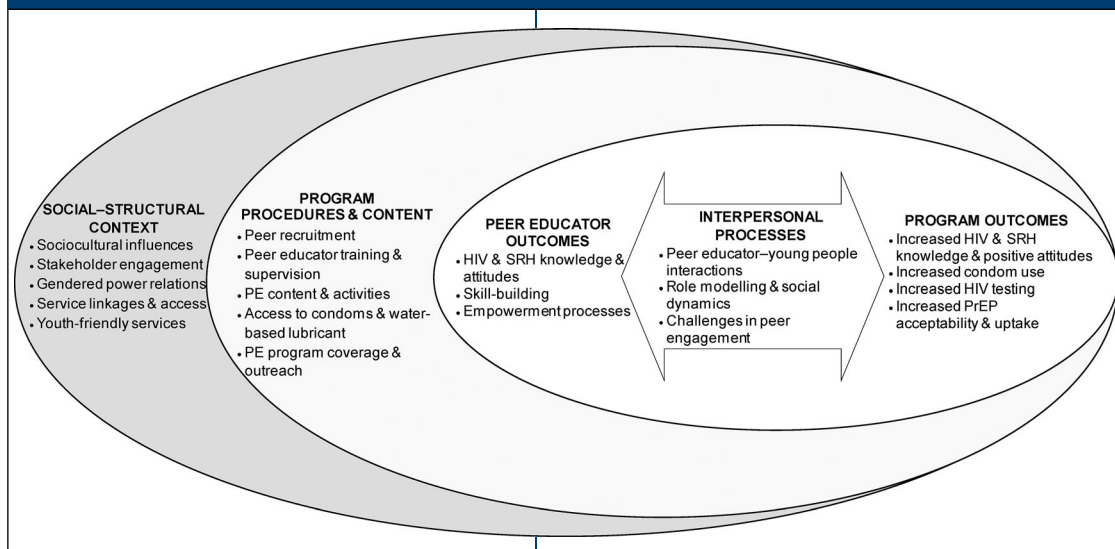 SOCIAL–STRUCTURAL
CONTEXT
• Sociocultural influences
• Stakeholder engagement
• Gendered power relations
• Service linkages & access
• Youth-friendly services
PROGRAM
PROCEDURES & CONTENT
• Peer recruitment
• Peer educator training &
supervision
• PE content & activities
• Access to condoms & water-
based lubricant
• PE program coverage &
outreach
PEER EDUCATOR
OUTCOMES
• HIV & SRH knowledge &
attitudes
• Skill-building
• Empowerment processes
INTERPERSONAL
PROCESSES
• Peer educator–young people
interactions
• Role modelling & social
dynamics
• Challenges in peer
engagement
PROGRAM OUTCOMES
• Increased HIV & SRH
knowledge & positive attitudes
• Increased condom use
• Increased HIV testing
• Increased PrEP
acceptability & uptake